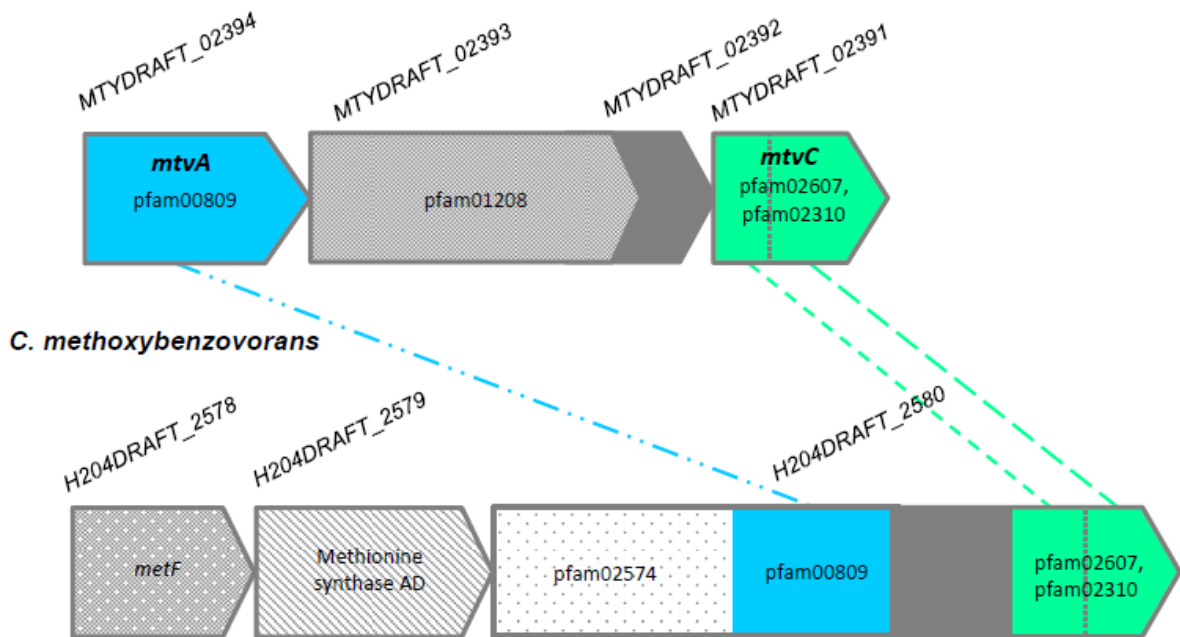 MTYDRAFT_02394
MTYDRAFT_02393
MTYDRAFT_02392
MTYDRAFT_02391
mtvA
pfam00809
pfam01208
mtvC
pfam02607,
pfam02310
C. methoxybenzovorans
H204DRAFT_2578
H204DRAFT_2579
H204DRAFT_2580
metF
Methionine
synthase AD
pfam02574
pfam00809
pfam02607,
pfam02310